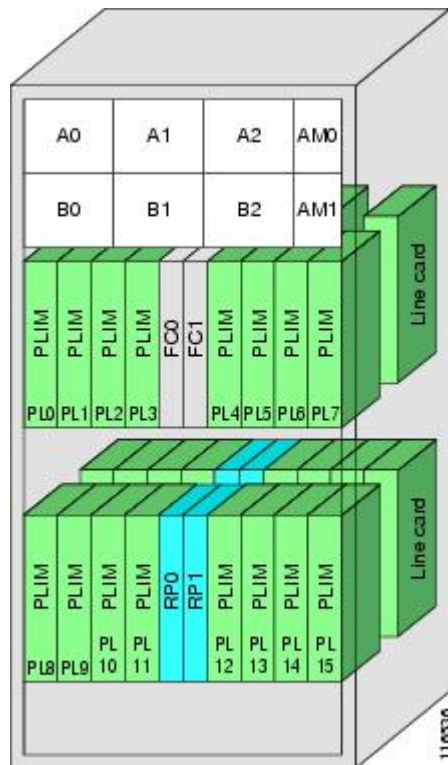 A0 A1 A2 AM0
B0 B1 B2 AM1
PLIM PLIM PLIM PLIM FC0 FC1 PLIM PLIM PLIM PLIM Line card
PL0 PL1 PL2 PL3 PL4 PL5 PL6 PL7
PLIM PLIM PLIM PLIM RP0 RP1 PLIM PLIM PLIM PLIM Line card
PL8 PL9 PL 10 PL 11 PL 12 PL 13 PL 14 PL 15